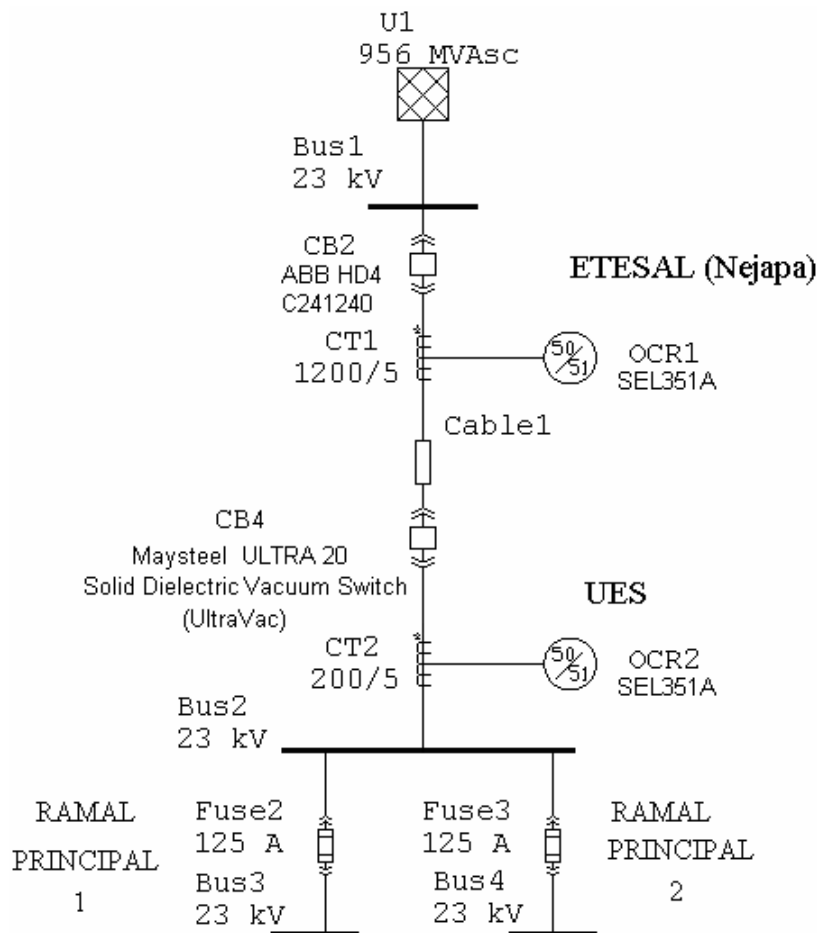 U1
956 MVAsc
Bus1
23 kV
CB2
ABB HD4
C241240
ETESAL (Nejapa)
CT1
1200/5
50/51
OCR1
SEL351A
Cable1
CB4
Maysteel ULTRA 20
Solid Dielectric Vacuum Switch
(UltraVac)
UES
CT2
200/5
50/51
OCR2
SEL351A
Bus2
23 kV
RAMAL
PRINCIPAL
1
Fuse2
125 A
Bus3
23 kV
Fuse3
125 A
Bus4
23 kV
RAMAL
PRINCIPAL
2